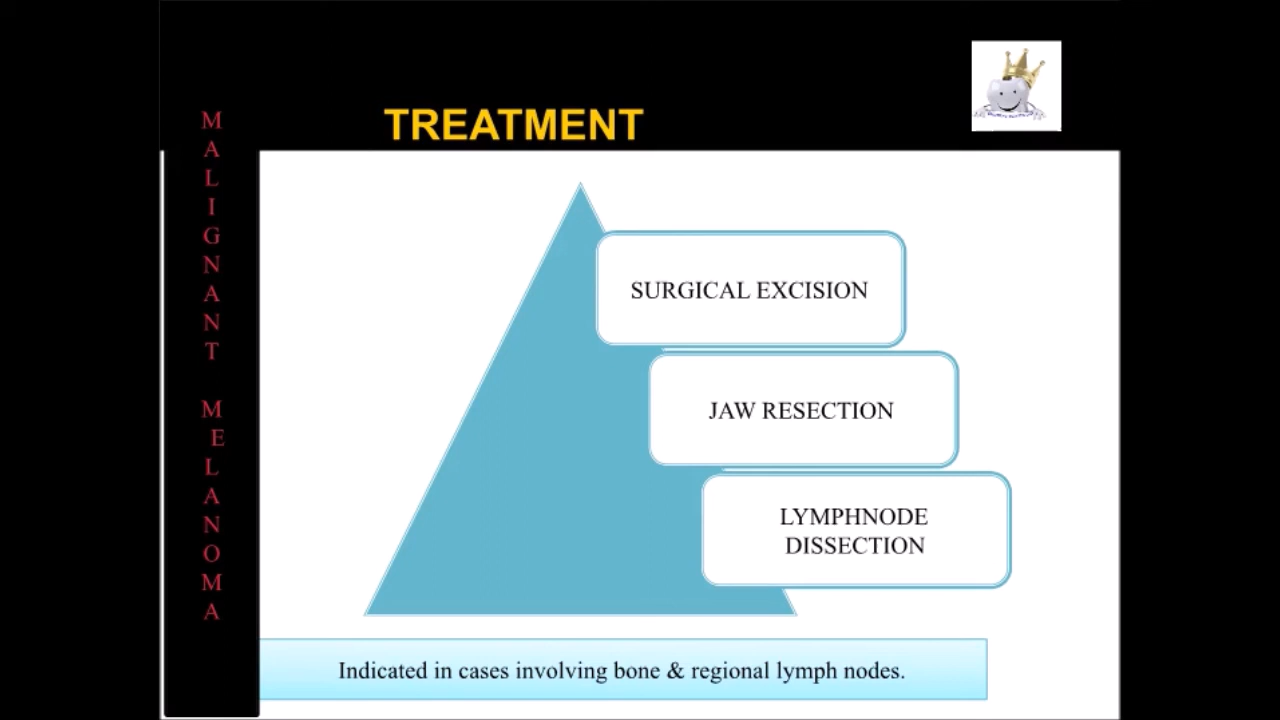 TREATMENT
MALIGNANT MELANOMA
SURGICAL EXCISION
JAW RESECTION
LYMPHNODE
DISSECTION
Indicated in cases involving bone & regional lymph nodes.